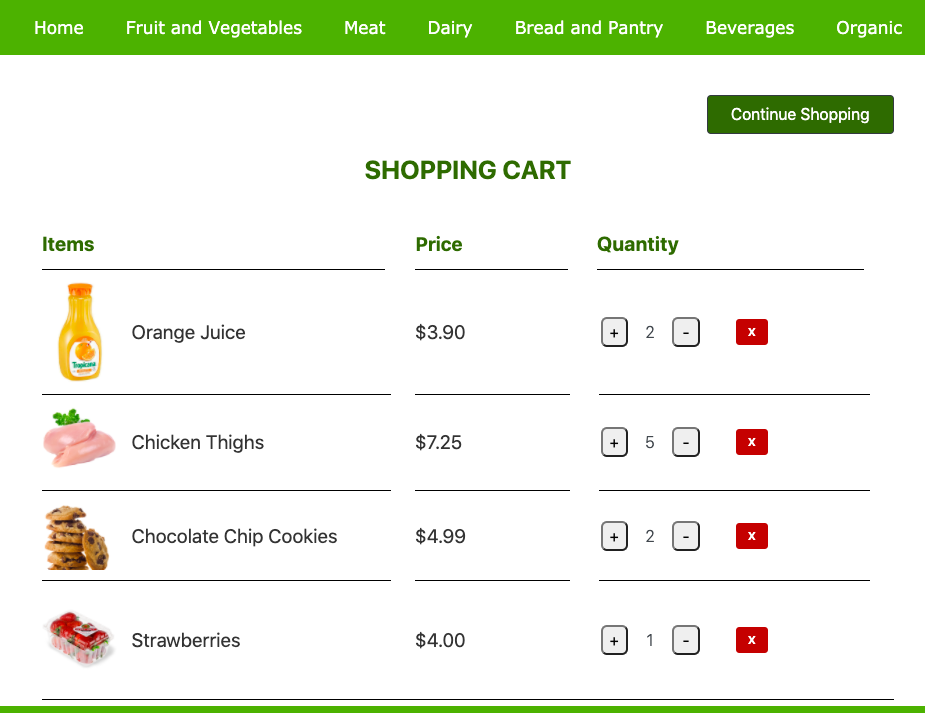 Home Fruit and Vegetables Meat Dairy Bread and Pantry Beverages Organic
Continue Shopping
SHOPPING CART
Items Price Quantity
Tropicana
Orange Juice $3.90 + 2 - x
Chicken Thighs $7.25 + 5 - x
Chocolate Chip Cookies $4.99 + 2 - x
Strawberries $4.00 + 1 - x